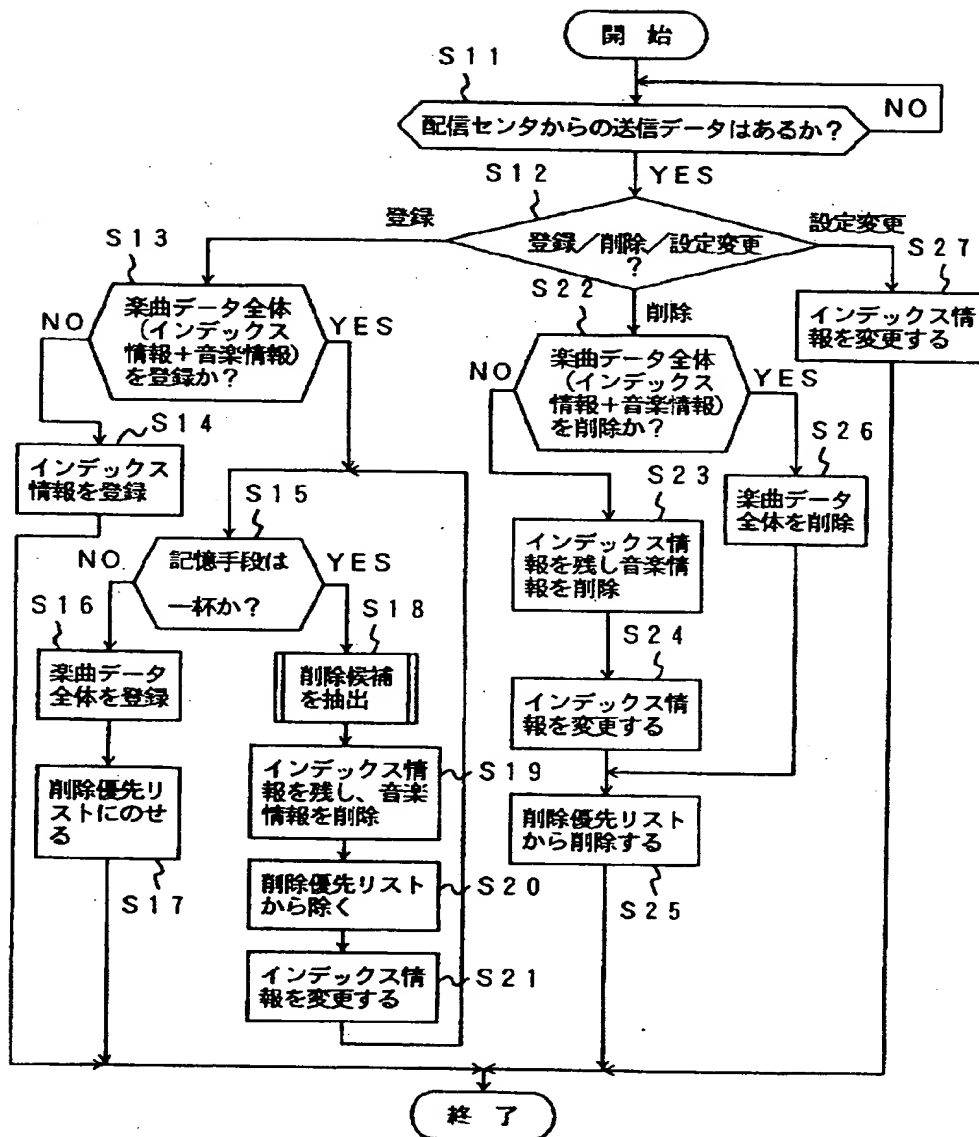 開 始
S11
NO
配信センタからの送信データはあるか？
S12
YES
登録
設定変更
S13
登録／削除／設定変更
？
S27
S22
削除
楽曲データ全体
（インデックス
情報＋音楽情報）
を登録か？
NO
YES
インデックス情
報を変更する
楽曲データ全体
（インデックス
情報＋音楽情報）
を削除か？
NO
YES
S14
インデックス
情報を登録
S26
楽曲データ
全体を削除
S15
S23
記憶手段は
一杯か？
NO
YES
インデックス情
報を残し音楽情
報を削除
S16
S18
S24
楽曲データ
全体を登録
削除候補
を抽出
インデックス情
報を変更する
インデックス情
報を残し、音楽
情報を削除
S19
削除優先リ
ストにのせ
る
削除優先リスト
から削除する
S17
削除優先リスト
から除く
S20
S25
インデックス情
報を変更する
S21
終 了